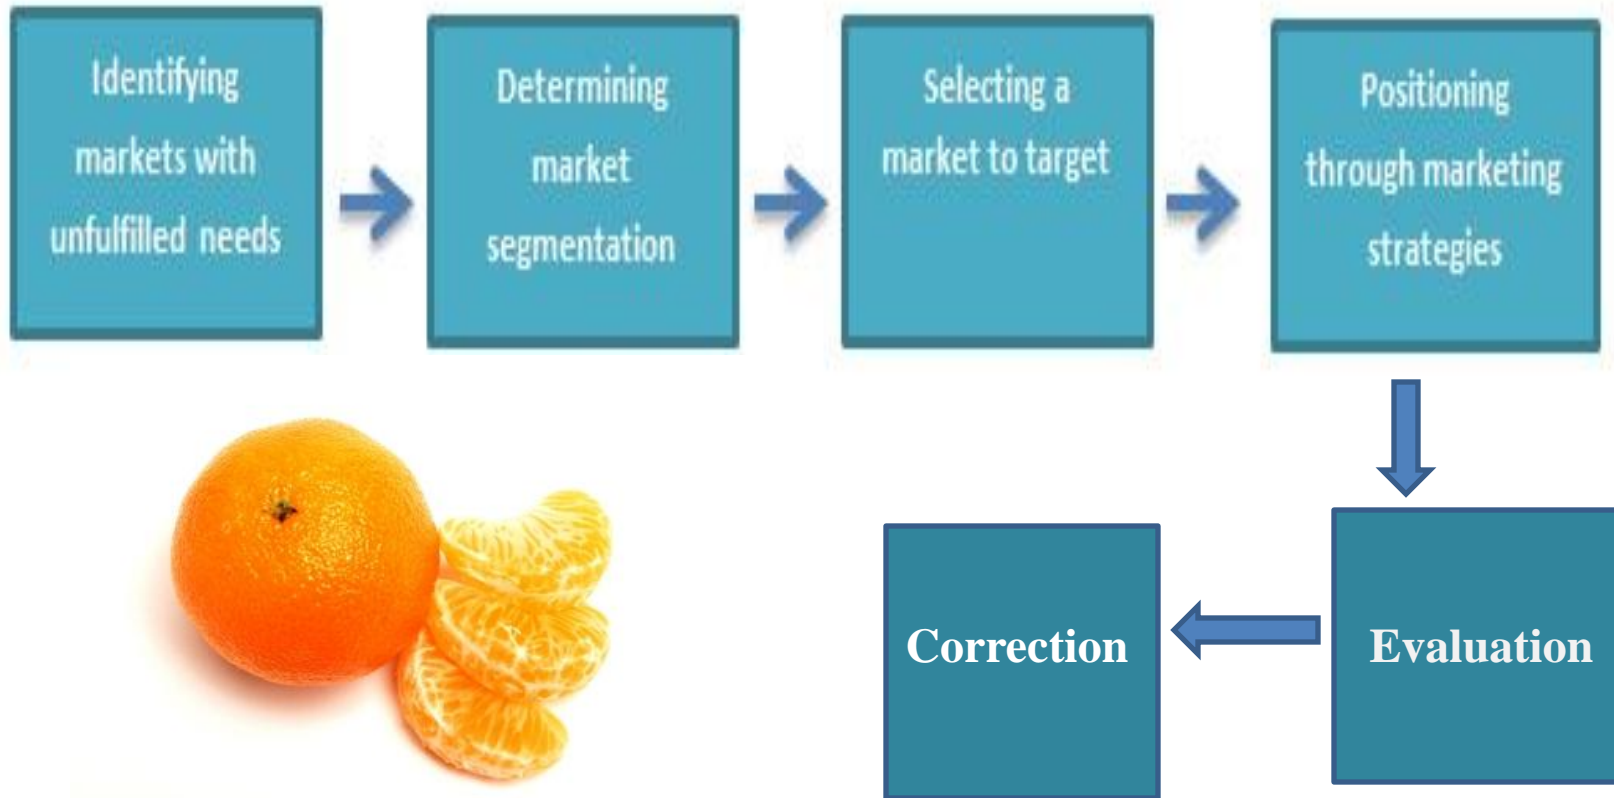 Identifying
markets with
unfulfilled needs
Determining
market
segmentation
Selecting a
market to target
Positioning
through marketing
strategies
Evaluation
Correction